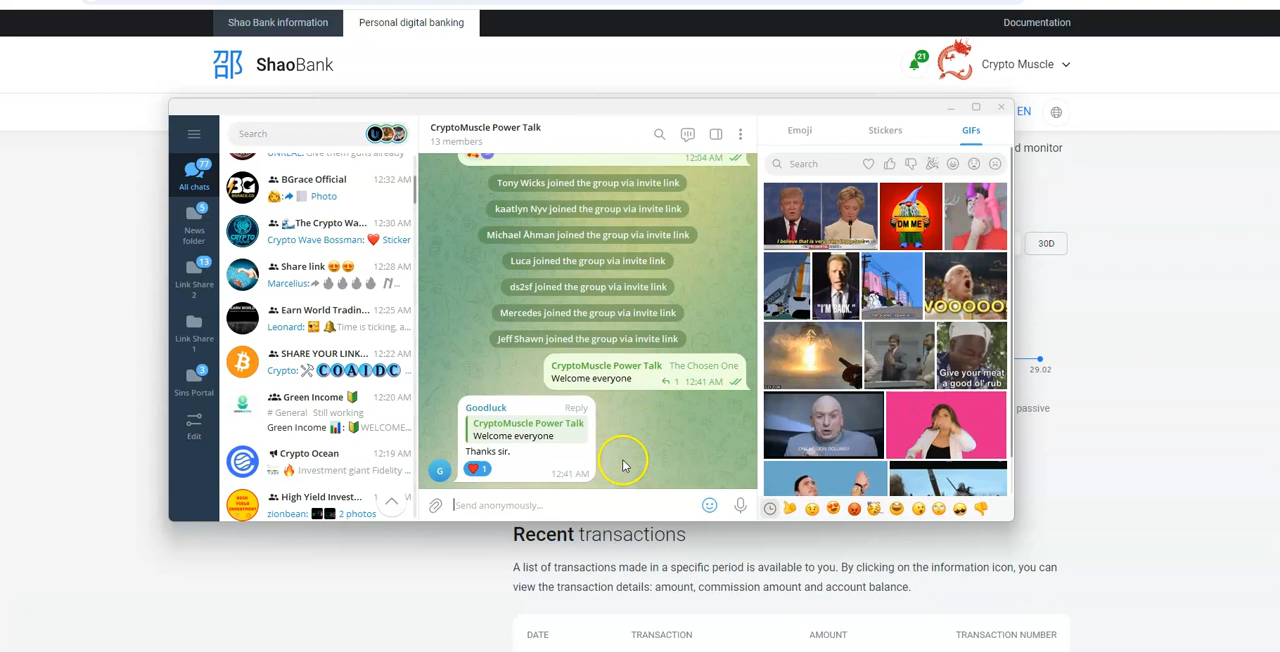 Shao Bank information
Personal digital banking
Documentation
邵 ShaoBank
21
Crypto Muscle
EN
d monitor
30D
29.02
passive
77
All chats
5
News
folder
13
Link Share
2
Link Share
1
3
Sins Portal
Edit
Search
BGrace Official 12:32 AM
Photo
BG
The Crypto Wa... 12:30 AM
Crypto Wave Bossman: ❤️ Sticker
Share link 😍😍 12:28 AM
Marcelius:
Earn World Tradin... 12:25 AM
Leonard: Time is ticking, a...
SHARE YOUR LINK... 12:22 AM
Crypto: COAIDC ...
Green Income 12:20 AM
# General Still working
Green Income : WELCOME...
Crypto Ocean 12:19 AM
Investment giant Fidelity ...
High Yield Invest...
zionbean: 2 photos
CryptoMuscle Power Talk
13 members
12:04 AM
Tony Wicks joined the group via invite link
kaatlyn Nyv joined the group via invite link
Michael Åhman joined the group via invite link
Luca joined the group via invite link
ds2sf joined the group via invite link
Mercedes joined the group via invite link
Jeff Shawn joined the group via invite link
CryptoMuscle Power Talk The Chosen One
Welcome everyone
1 12:41 AM
Goodluck Reply
CryptoMuscle Power Talk
Welcome everyone
Thanks sir.
❤️ 1
12:41 AM
G
Send anonymously...
Emoji
Stickers
GIFs
Search
DM ME
"I'M BACK."
Give your meat
a good ol' rub
Recent transactions
A list of transactions made in a specific period is available to you. By clicking on the information icon, you can
view the transaction details: amount, commission amount and account balance.
DATE TRANSACTION AMOUNT TRANSACTION NUMBER